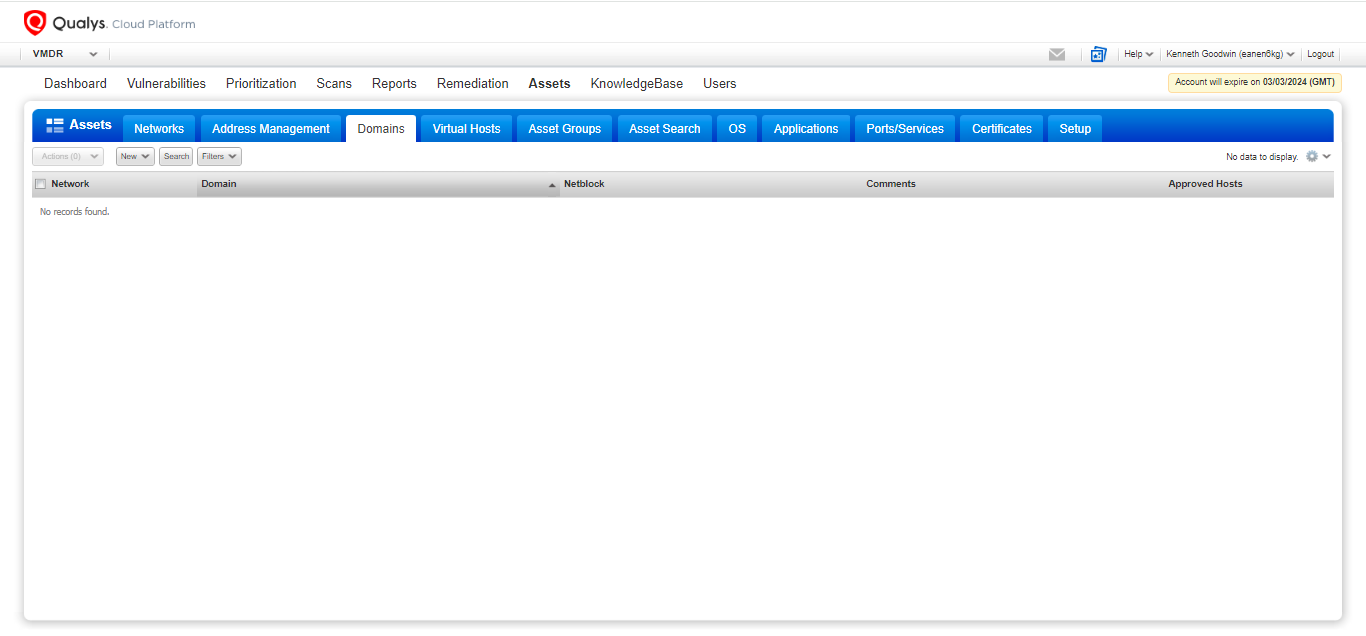 Qualys. Cloud Platform
VMDR
Help
Kenneth Goodwin (eanen6kg)
Logout
Dashboard Vulnerabilities Prioritization Scans Reports Remediation Assets KnowledgeBase Users
Account will expire on 03/03/2024 (GMT)
Assets Networks Address Management Domains Virtual Hosts Asset Groups Asset Search OS Applications Ports/Services Certificates Setup
Actions (0) New Search Filters No data to display.
Network Domain Netblock Comments Approved Hosts
No records found.